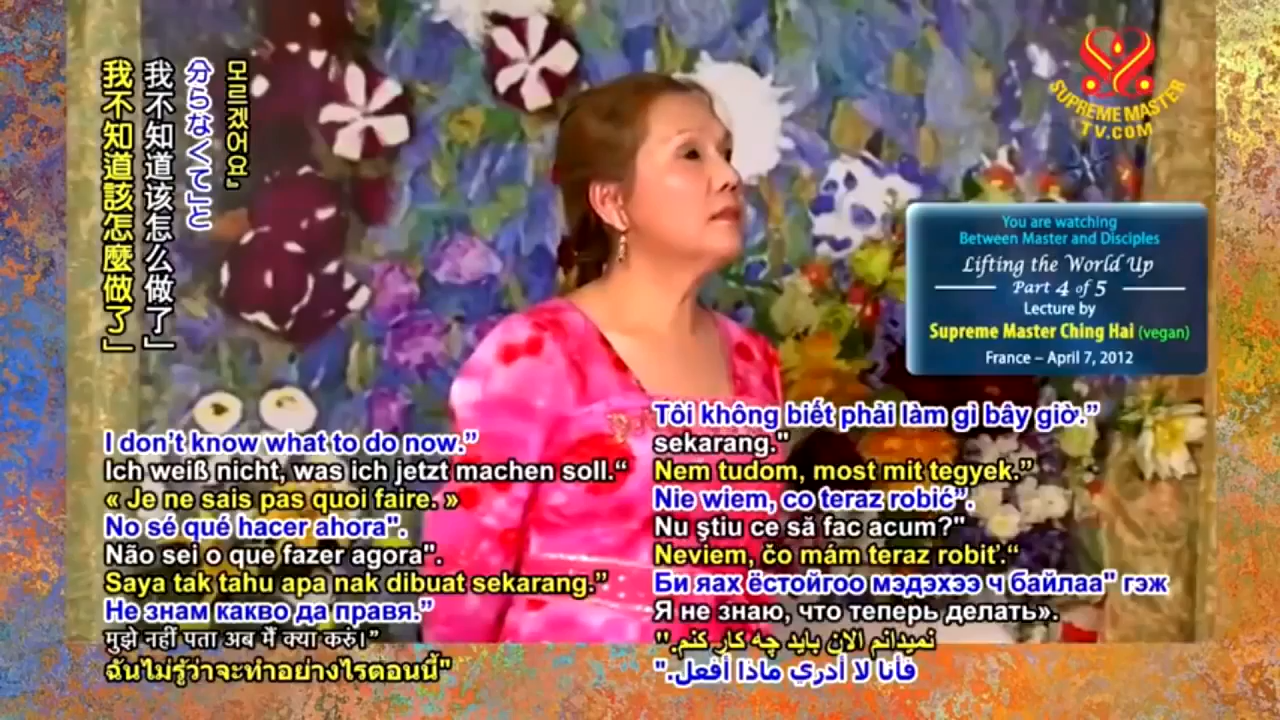 모르겠어요」
分らなくて」と
我不知道该怎么做了」
我不知道該怎麼做了」
SUPREME MASTER
TV.COM
You are watching
Between Master and Disciples
Lifting the World Up
Part 4 of 5
Lecture by
Supreme Master Ching Hai (vegan)
France – April 7, 2012
I don't know what to do now.”
Ich weiß nicht, was ich jetzt machen soll.“
« Je ne sais pas quoi faire. »
No sé qué hacer ahora".
Não sei o que fazer agora".
Saya tak tahu apa nak dibuat sekarang.”
Не знам какво да правя.”
मुझे नहीं पता अब मैं क्या करुं।”
ฉันไม่รู้ว่าจะทำอย่างไรตอนนี้"
Tôi không biết phải làm gì bây giờ.”
sekarang."
Nem tudom, most mit tegyek.”
Nie wiem, co teraz robić”.
Nu ştiu ce să fac acum?"
Neviem, čo mám teraz robiť.“
Би яах ёстойгоо мэдэхээ ч байлаа" гэж
Я не знаю, что теперь делать».
نمیدانم الان باید چه کار کنم."
فأنا لا أدري ماذا أفعل."